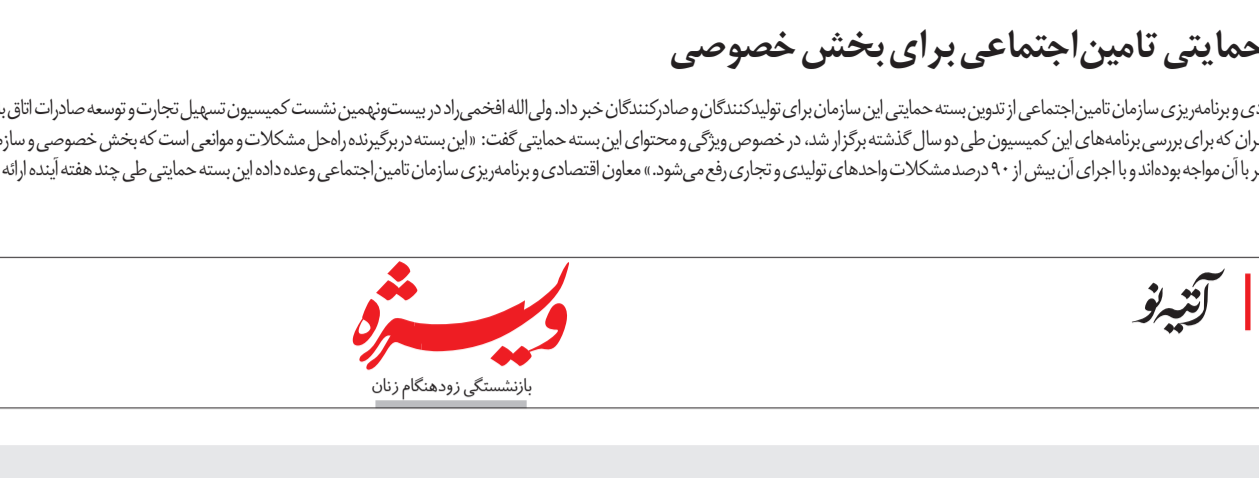 حمایتی تامین‌اجتماعی برای بخش خصوصی
و برنامه‌ریزی سازمان تامین‌اجتماعی از تدوین بسته حمایتی این سازمان برای تولیدکنندگان و صادرکنندگان خبر داد. ولی‌الله افخمی‌راد در بیست‌ونهمین نشست کمیسیون تسهیل تجارت و توسعه صادرات اتاق
که برای بررسی برنامه‌های این کمیسیون طی دو سال گذشته برگزار شد، در خصوص ویژگی و محتوای این بسته حمایتی گفت: «این بسته دربرگیرنده راه‌حل مشکلات و موانعی است که بخش خصوصی و
با آن مواجه بوده‌اند و با اجرای آن بیش از ۹۰ درصد مشکلات واحدهای تولیدی و تجاری رفع می‌شود.» معاون اقتصادی و برنامه‌ریزی سازمان تامین‌اجتماعی وعده داده این بسته حمایتی طی چند هفته آینده ارائه
آتیه‌نو
ویژه
بازنشستگی زودهنگام زنان